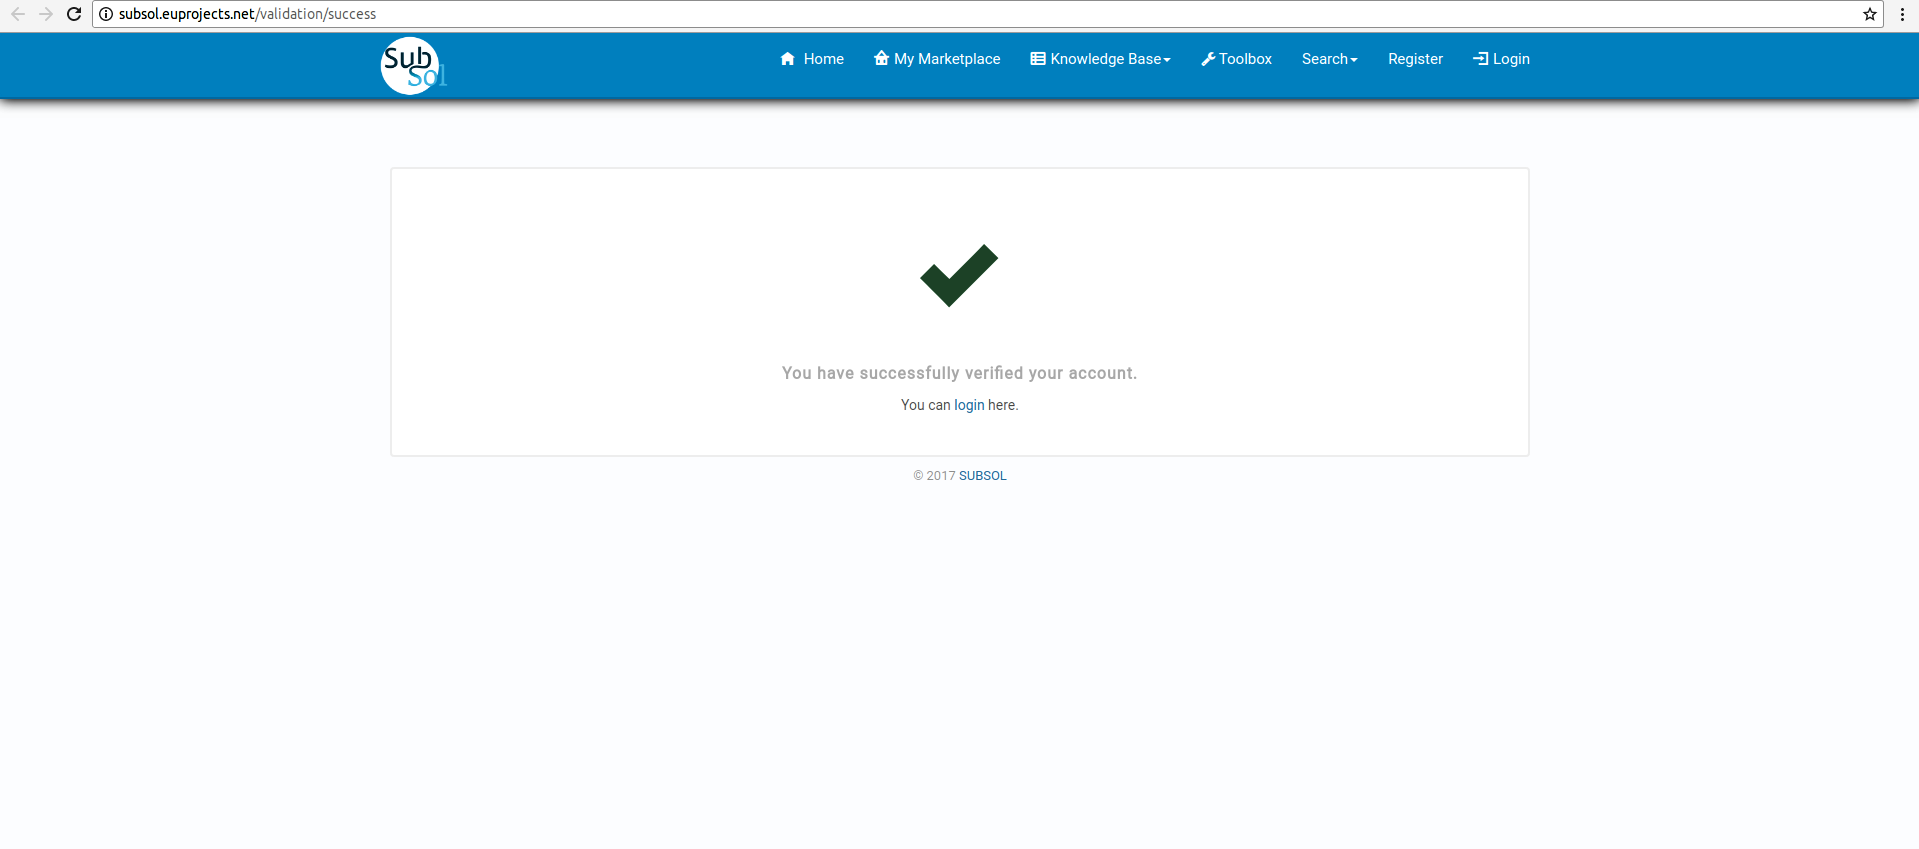 subsol.euprojects.net/validation/success
Sub
Sol
Home My Marketplace Knowledge Base Toolbox Search Register Login
You have successfully verified your account.
You can login here.
© 2017 SUBSOL